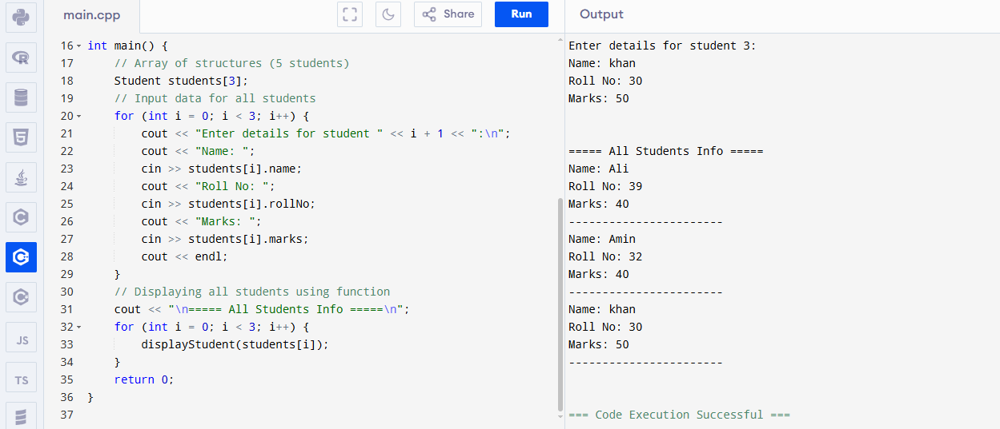 main.cpp
Share
Run
Output
16 int main() {
17     // Array of structures (5 students)
18     Student students[3];
19     // Input data for all students
20     for (int i = 0; i < 3; i++) {
21         cout << "Enter details for student " << i + 1 << ":\n";
22         cout << "Name: ";
23         cin >> students[i].name;
24         cout << "Roll No: ";
25         cin >> students[i].rollNo;
26         cout << "Marks: ";
27         cin >> students[i].marks;
28         cout << endl;
29     }
30     // Displaying all students using function
31     cout << "\n===== All Students Info =====\n";
32     for (int i = 0; i < 3; i++) {
33         displayStudent(students[i]);
34     }
35     return 0;
36 }
37
JS
TS
Enter details for student 3:
Name: khan
Roll No: 30
Marks: 50
===== All Students Info =====
Name: Ali
Roll No: 39
Marks: 40
-----------------------
Name: Amin
Roll No: 32
Marks: 40
-----------------------
Name: khan
Roll No: 30
Marks: 50
-----------------------
=== Code Execution Successful ===